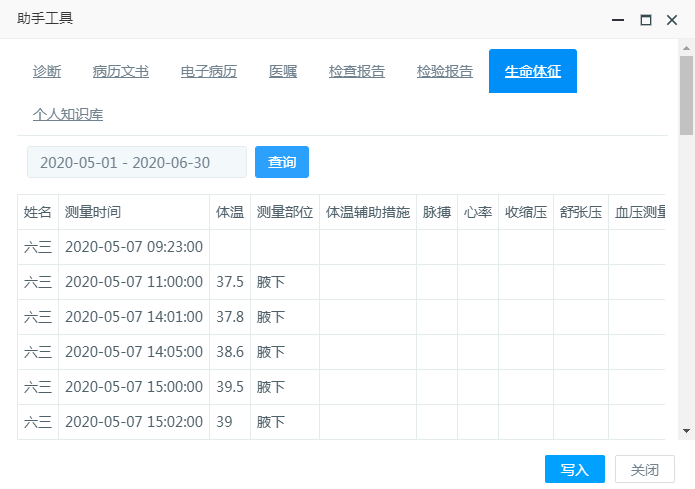 助手工具
诊断 病历文书 电子病历 医嘱 检查报告 检验报告 生命体征
个人知识库
2020-05-01 - 2020-06-30 查询
姓名 测量时间 体温 测量部位 体温辅助措施 脉搏 心率 收缩压 舒张压 血压测量
六三 2020-05-07 09:23:00
六三 2020-05-07 11:00:00 37.5 腋下
六三 2020-05-07 14:01:00 37.8 腋下
六三 2020-05-07 14:05:00 38.6 腋下
六三 2020-05-07 15:00:00 39.5 腋下
六三 2020-05-07 15:02:00 39 腋下
写入 关闭